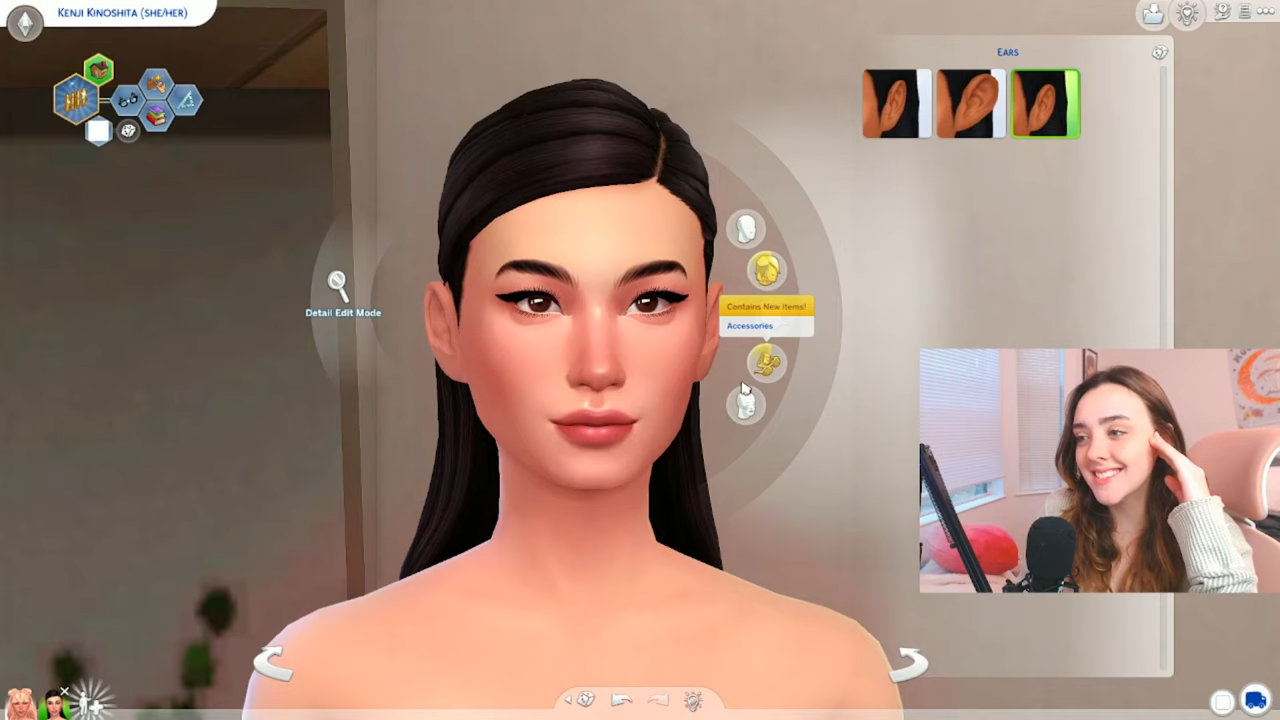 KENJI KINOSHITA (SHE/HER)
EARS
Detail Edit Mode
Contains New Items!
Accessories